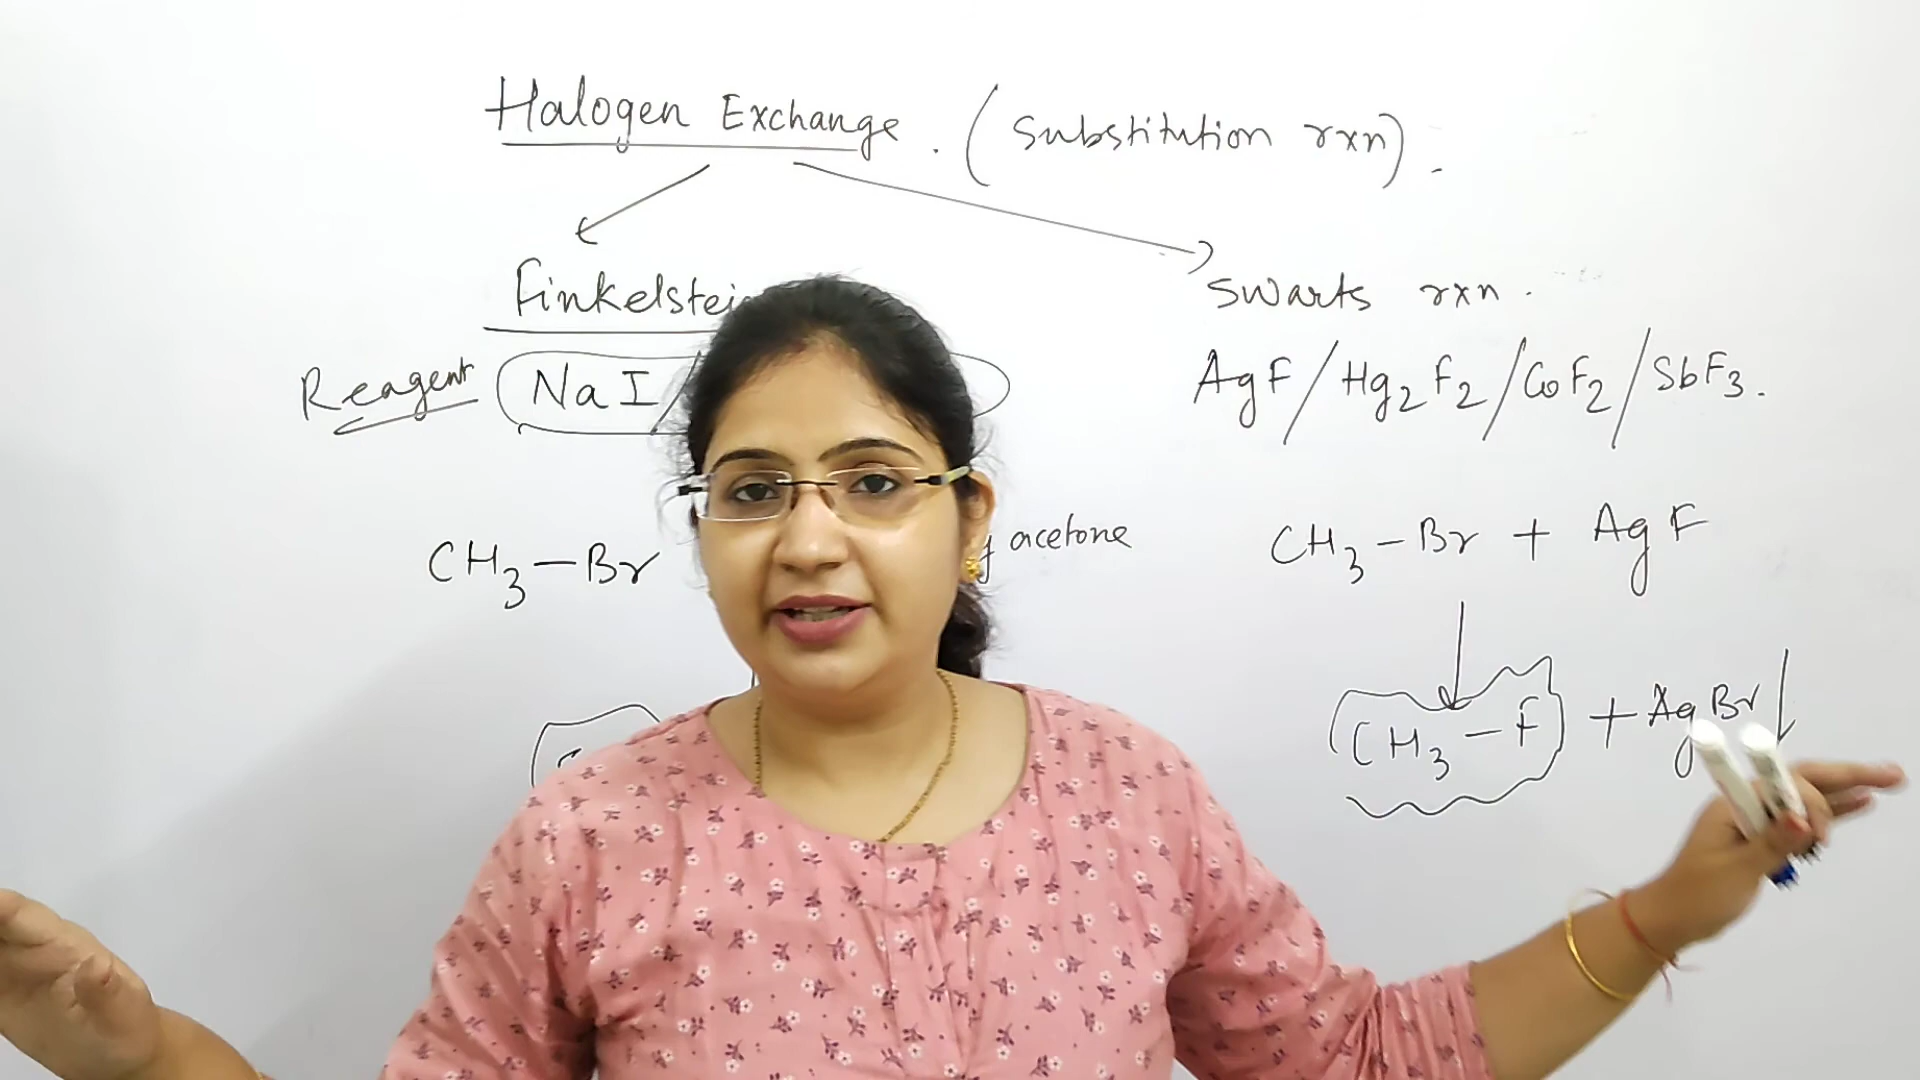 Halogen Exchange. (Substitution rxn).
Finkelstein
Swarts rxn.
Reagent NaI/
AgF/Hg2F2/CoF2/SbF3.
CH3-Br
acetone
CH3-Br + AgF
CH3-F + AgBr↓